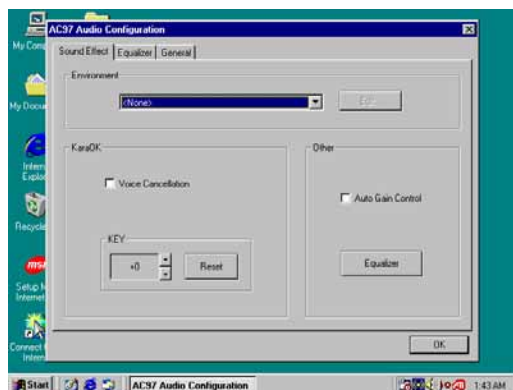 AC97 Audio Configuration
My Com
Sound Effect Equalizer General
Environment
<None>
Edit...
My Docu
KaraOK
Other
Intern
Explor
Voice Cancellation
Auto Gain Control
Recycle
KEY
+0
Reset
Equalizer
msn
Setup M
Internet
OK
Connect
Intern
Start
AC97 Audio Configuration
1:43 AM